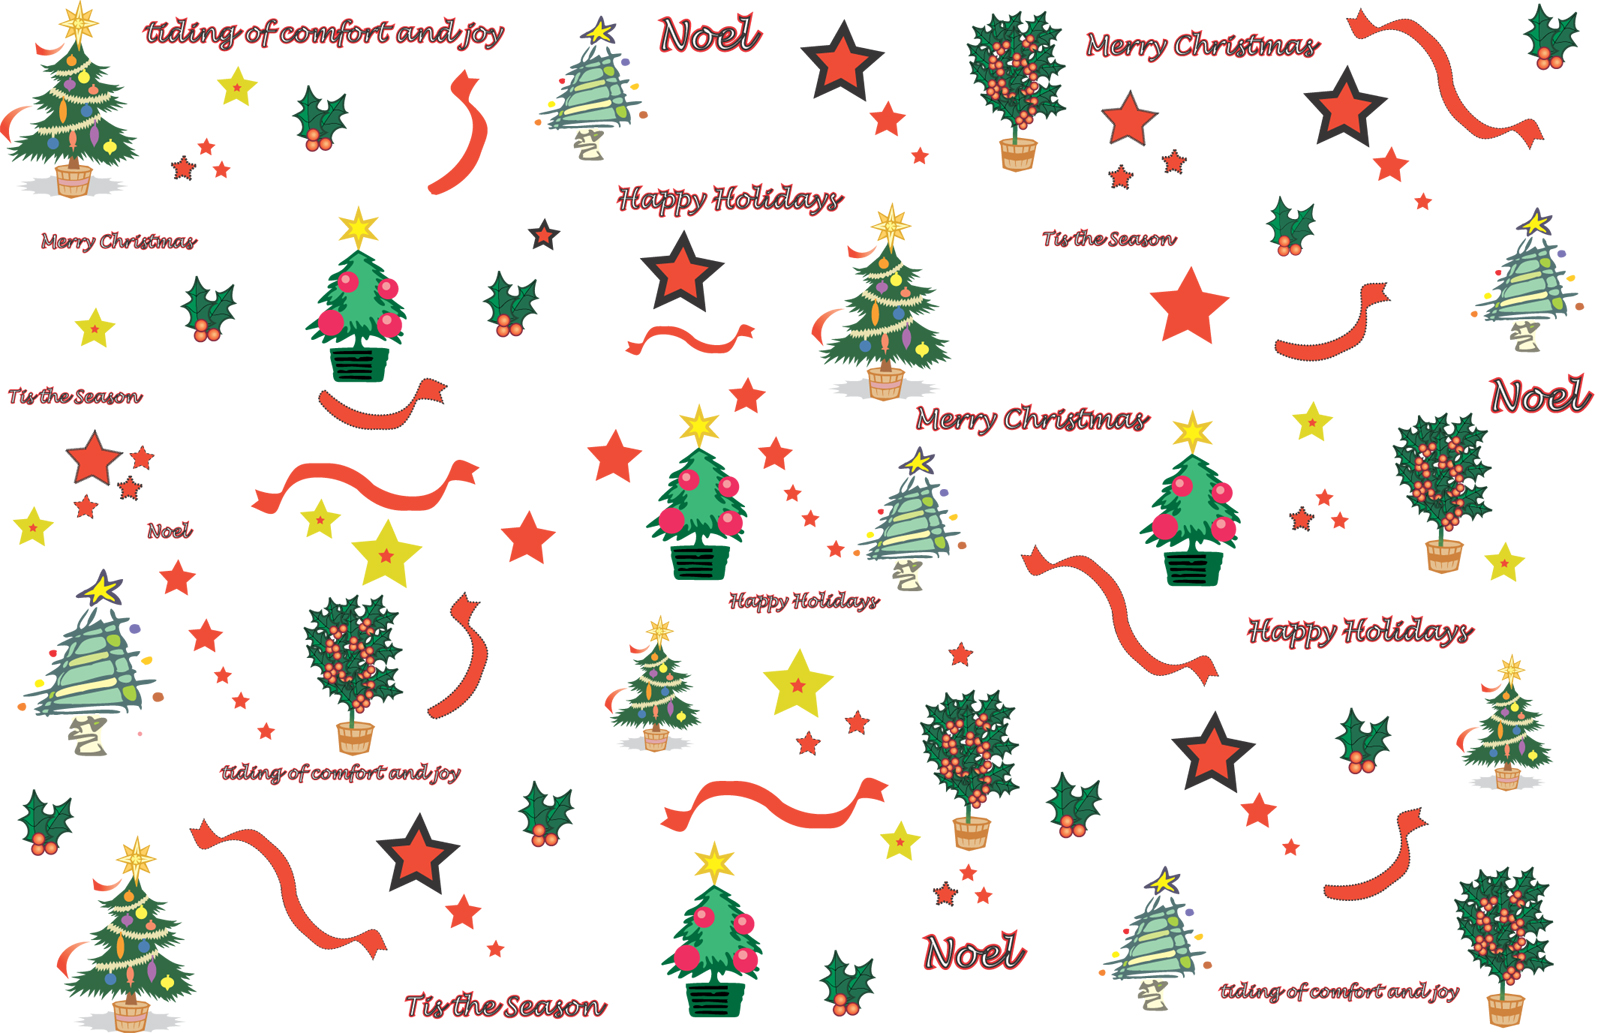 tiding of comfort and joy
Noel
Merry Christmas
Happy Holidays
Merry Christmas
Tis the Season
Tis the Season
Noel
Merry Christmas
Noel
Happy Holidays
Happy Holidays
tiding of comfort and joy
Noel
tiding of comfort and joy
Tis the Season